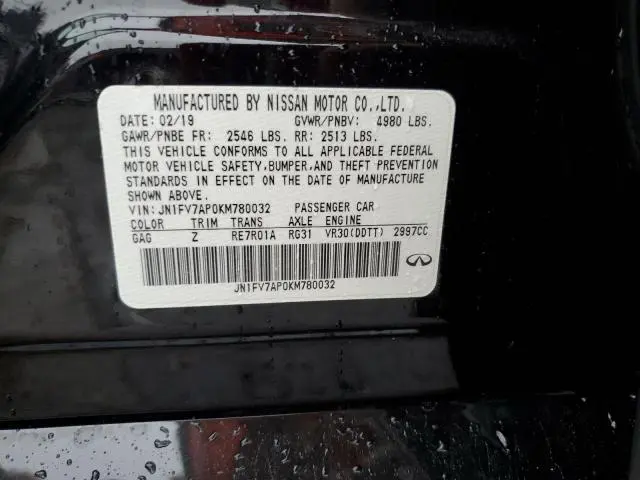 MANUFACTURED BY NISSAN MOTOR CO.,LTD.
DATE: 02/19 GVWR/PNBV: 4980 LBS.
GAWR/PNBE FR: 2546 LBS. RR: 2513 LBS.
THIS VEHICLE CONFORMS TO ALL APPLICABLE FEDERAL
MOTOR VEHICLE SAFETY,BUMPER,AND THEFT PREVENTION
STANDARDS IN EFFECT ON THE DATE OF MANUFACTURE
SHOWN ABOVE.
VIN: JN1FV7AP0KM780032 PASSENGER CAR
COLOR TRIM TRANS AXLE ENGINE
GAG Z RE7R01A RG31 VR30(DDTT) 2997CC
JN1FV7AP0KM780032